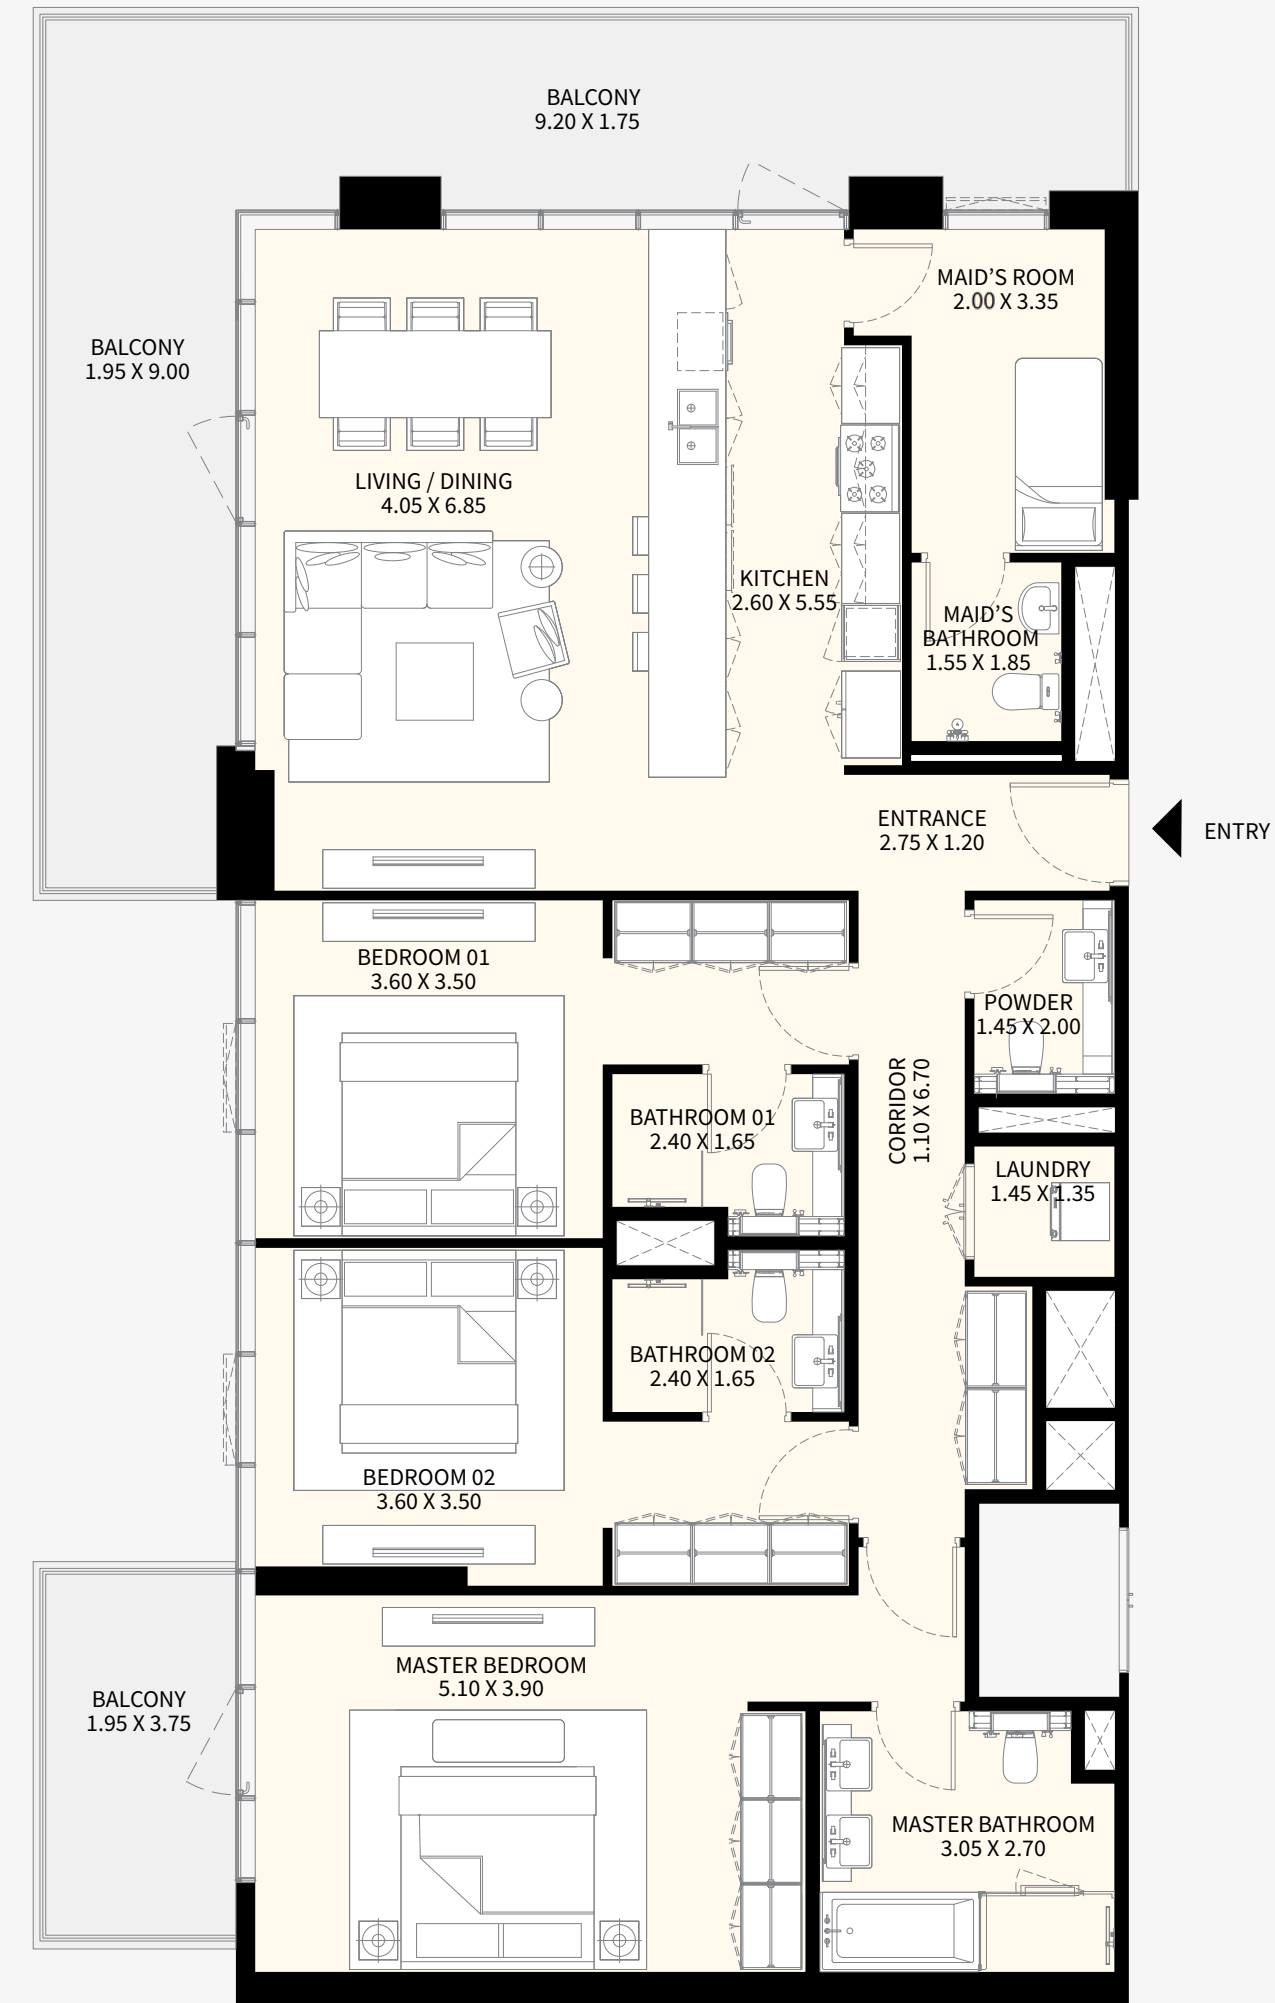 BALCONY
9.20 X 1.75
MAID’S ROOM
2.00 X 3.35
BALCONY
1.95 X 9.00
LIVING / DINING
4.05 X 6.85
KITCHEN
2.60 X 5.55
MAID’S
BATHROOM
1.55 X 1.85
ENTRANCE
2.75 X 1.20
ENTRY
BEDROOM 01
3.60 X 3.50
POWDER
1.45 X 2.00
CORRIDOR
1.10 X 6.70
BATHROOM 01
2.40 X 1.65
LAUNDRY
1.45 X 1.35
BATHROOM 02
2.40 X 1.65
BEDROOM 02
3.60 X 3.50
MASTER BEDROOM
5.10 X 3.90
BALCONY
1.95 X 3.75
MASTER BATHROOM
3.05 X 2.70